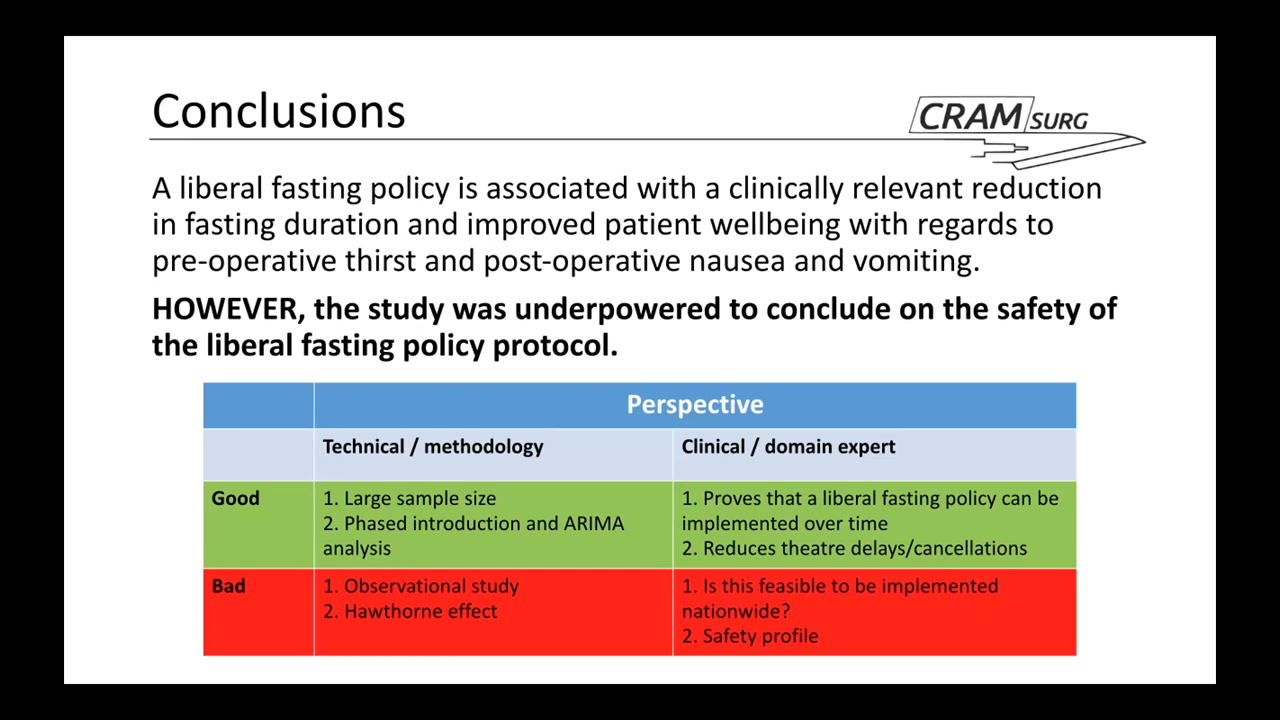 Conclusions
CRAM SURG
A liberal fasting policy is associated with a clinically relevant reduction
in fasting duration and improved patient wellbeing with regards to
pre-operative thirst and post-operative nausea and vomiting.
HOWEVER, the study was underpowered to conclude on the safety of
the liberal fasting policy protocol.
Perspective
Technical / methodology
Clinical / domain expert
Good
1. Large sample size
2. Phased introduction and ARIMA
analysis
1. Proves that a liberal fasting policy can be
implemented over time
2. Reduces theatre delays/cancellations
Bad
1. Observational study
2. Hawthorne effect
1. Is this feasible to be implemented
nationwide?
2. Safety profile